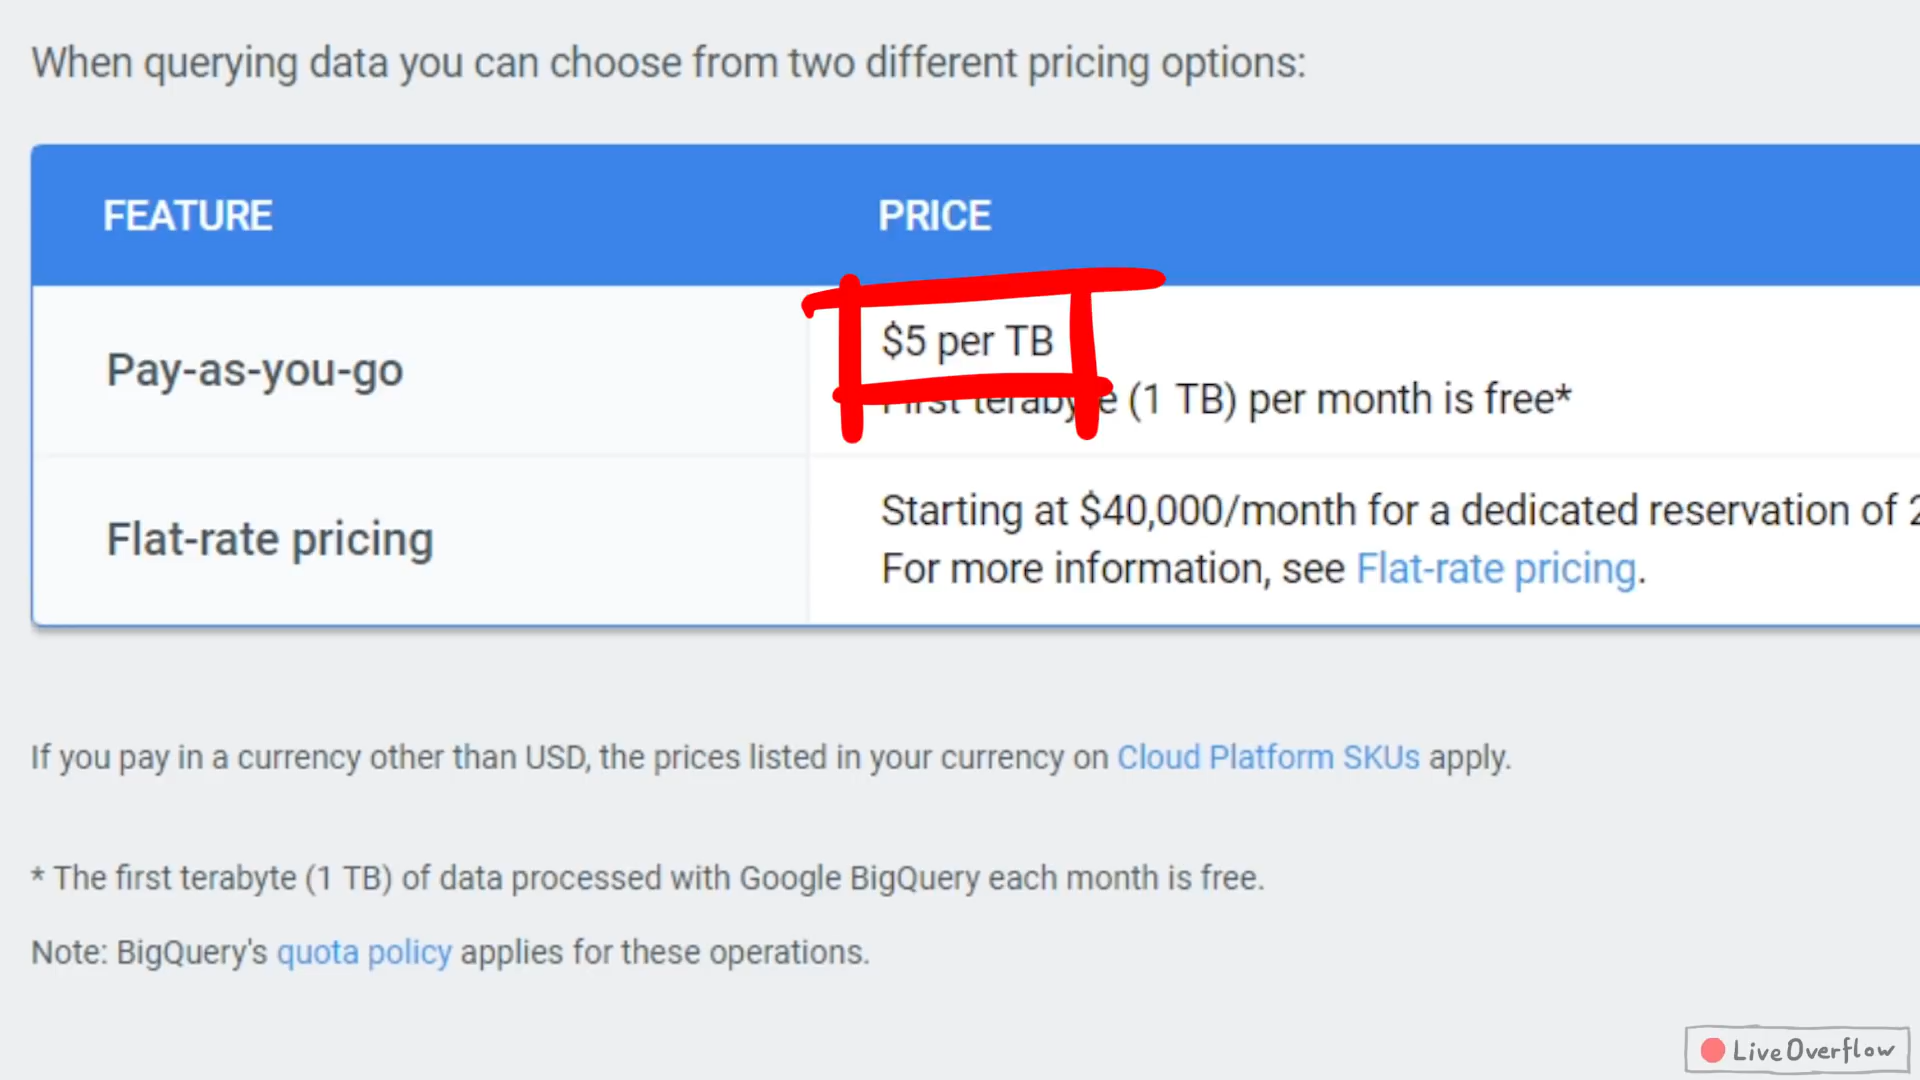 When querying data you can choose from two different pricing options:
FEATURE PRICE
Pay-as-you-go
$5 per TB
First terabyte (1 TB) per month is free*
Flat-rate pricing
Starting at $40,000/month for a dedicated reservation of 2
For more information, see Flat-rate pricing.
If you pay in a currency other than USD, the prices listed in your currency on Cloud Platform SKUs apply.
* The first terabyte (1 TB) of data processed with Google BigQuery each month is free.
Note: BigQuery's quota policy applies for these operations.
LiveOverflow